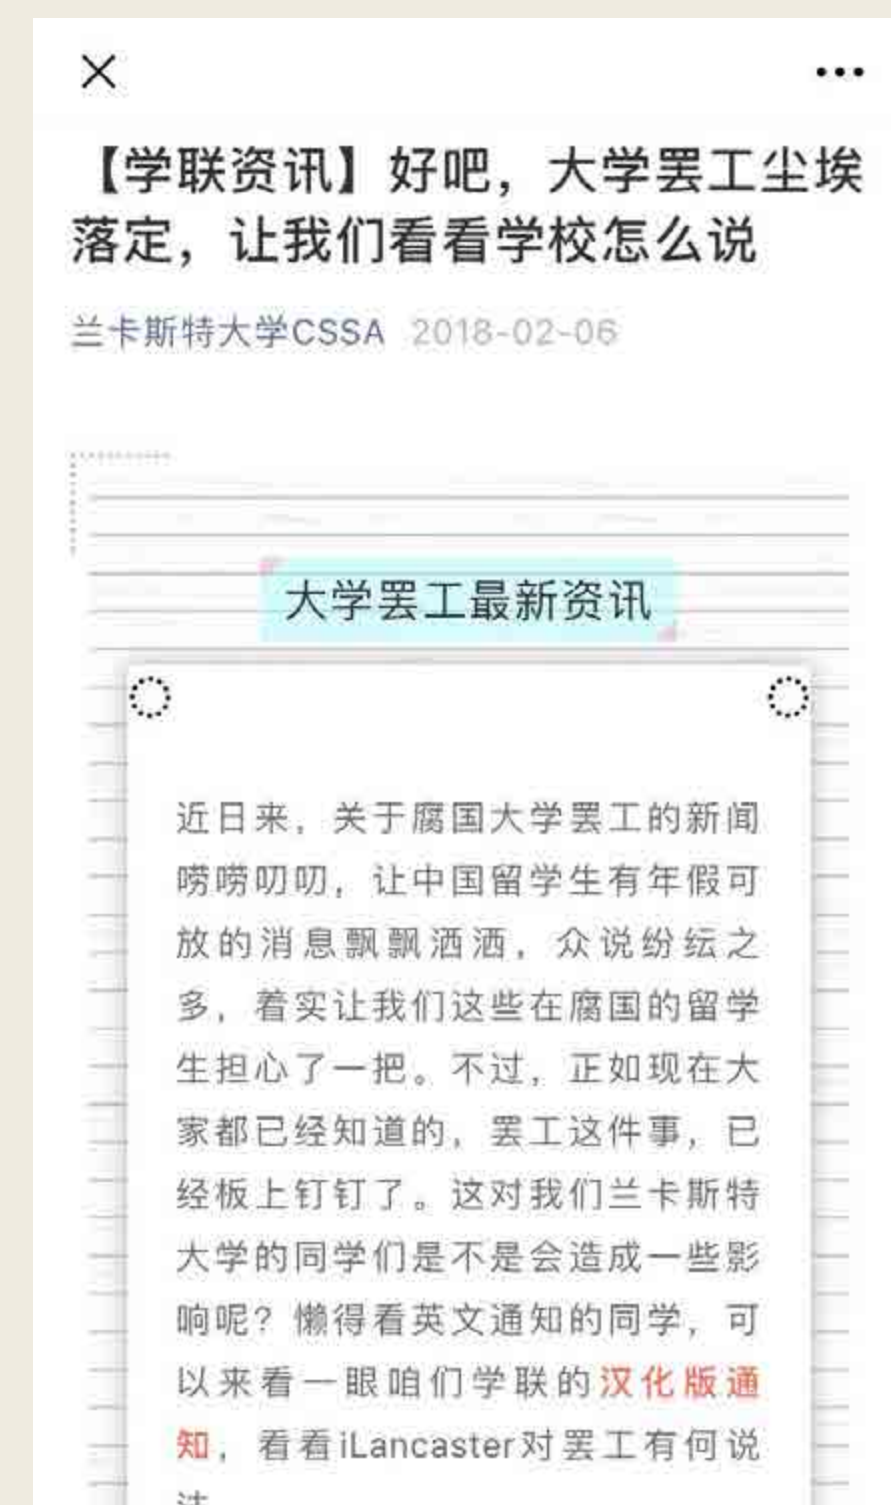 【学联资讯】好吧，大学罢工尘埃
落定，让我们看看学校怎么说
兰卡斯特大学CSSA 2018-02-06
大学罢工最新资讯
近日来，关于腐国大学罢工的新闻
唠唠叨叨，让中国留学生有年假可
放的消息飘飘洒洒，众说纷纭之
多，着实让我们这些在腐国的留学
生担心了一把。不过，正如现在大
家都已经知道的，罢工这件事，已
经板上钉钉了。这对我们兰卡斯特
大学的同学们是不是会造成一些影
响呢？懒得看英文通知的同学，可
以来看一眼咱们学联的汉化版通
知，看看iLancaster对罢工有何说